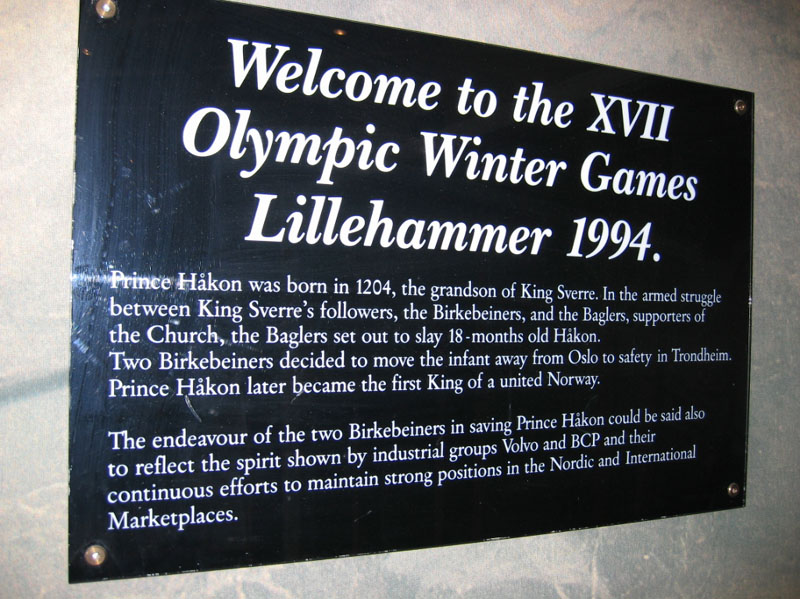 Welcome to the XVII
Olympic Winter Games
Lillehammer 1994.
Prince Håkon was born in 1204, the grandson of King Sverre. In the armed struggle
between King Sverre's followers, the Birkebeiners, and the Baglers, supporters of
the Church, the Baglers set out to slay 18-months old Håkon.
Two Birkebeiners decided to move the infant away from Oslo to safety in Trondheim.
Prince Håkon later became the first King of a united Norway.
The endeavour of the two Birkebeiners in saving Prince Håkon could be said also
to reflect the spirit shown by industrial groups Volvo and BCP and their
continuous efforts to maintain strong positions in the Nordic and International
Marketplaces.